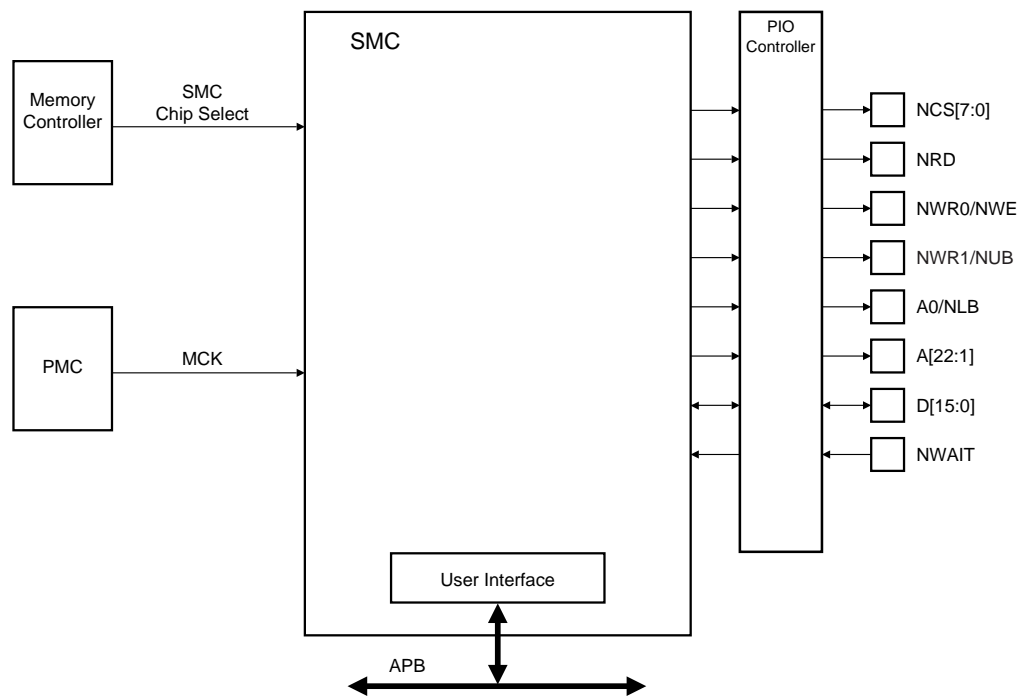 SMC
PIO
Controller
Memory
Controller
SMC
Chip Select
NCS[7:0]
NRD
NWR0/NWE
NWR1/NUB
A0/NLB
PMC
MCK
A[22:1]
D[15:0]
NWAIT
User Interface
APB